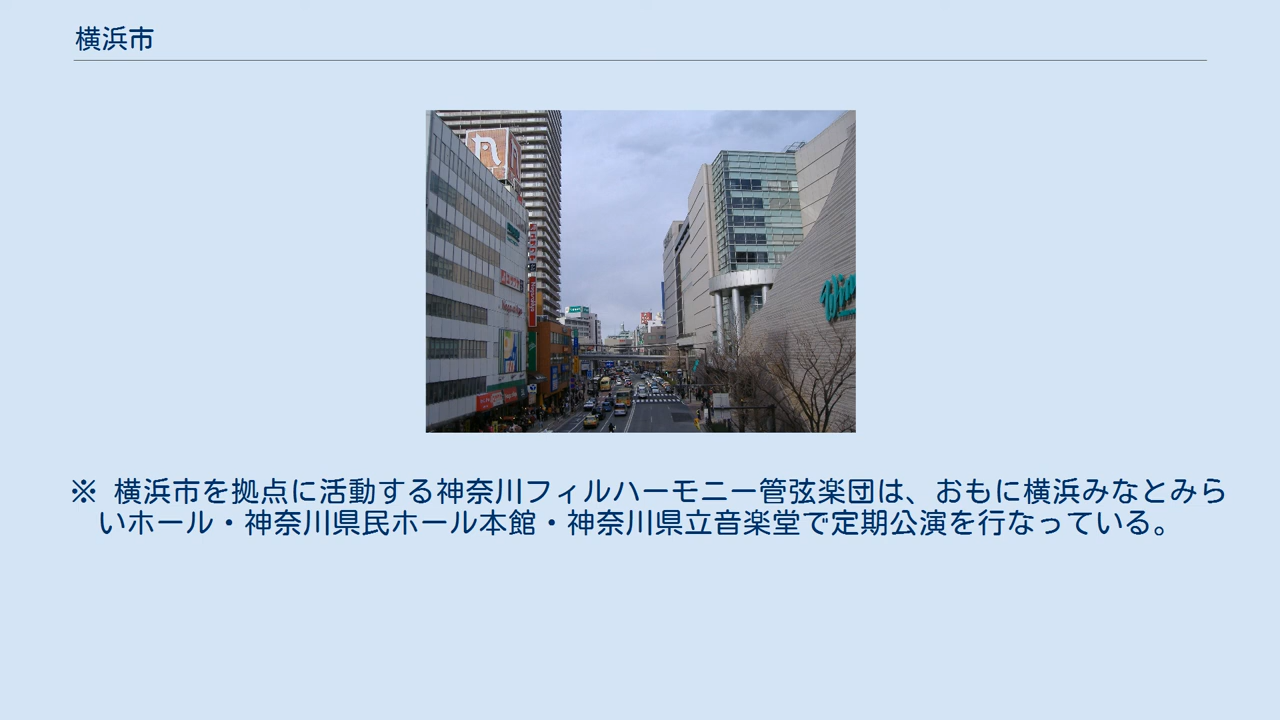 横浜市
※ 横浜市を拠点に活動する神奈川フィルハーモニー管弦楽団は、おもに横浜みなとみら
いホール・神奈川県民ホール本館・神奈川県立音楽堂で定期公演を行なっている。